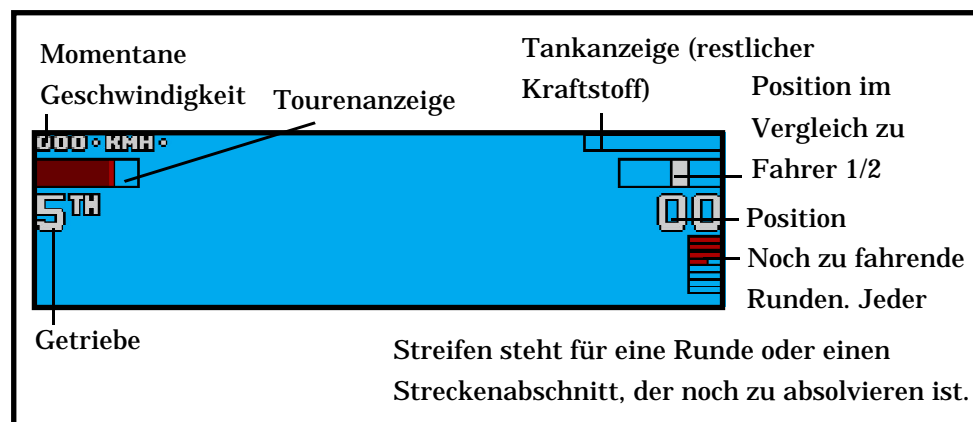 Momentane
Geschwindigkeit
Tourenanzeige
Tankanzeige (restlicher
Kraftstoff)
Position im
Vergleich zu
Fahrer 1/2
000·KMH·
5TH
00
Position
Noch zu fahrende
Runden. Jeder
Getriebe
Streifen steht für eine Runde oder einen
Streckenabschnitt, der noch zu absolvieren ist.